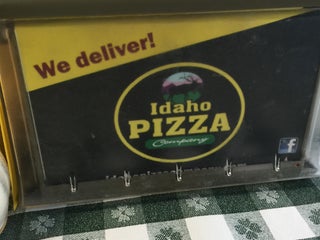 We deliver!
Idaho
PIZZA
Company
f